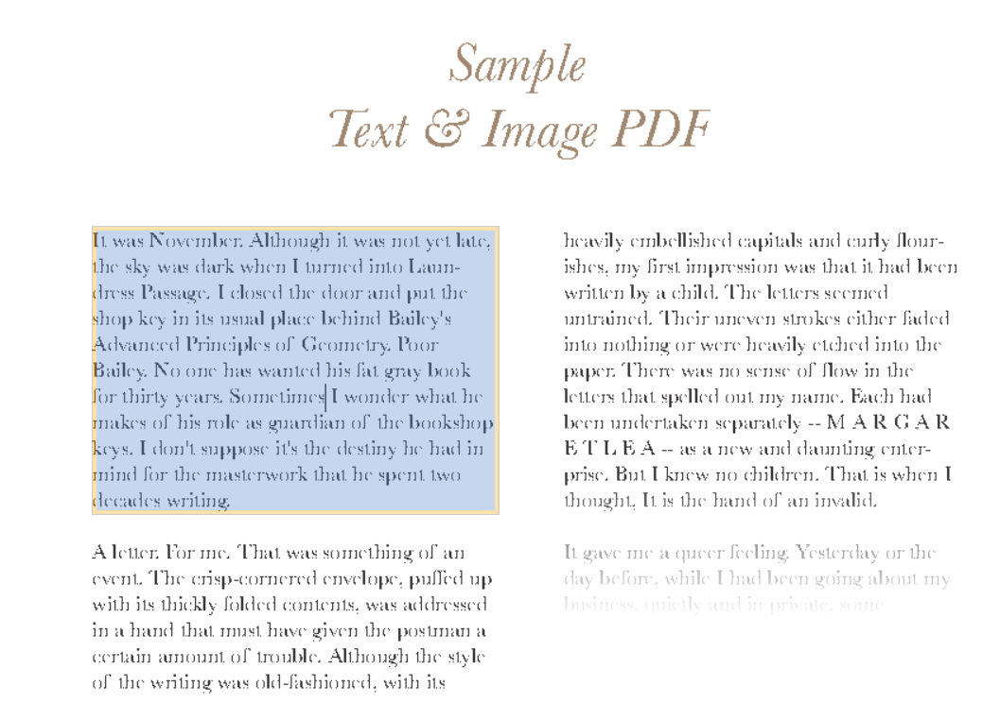 Sample
Text & Image PDF
It was November. Although it was not yet late,
the sky was dark when I turned into Laun-
dress Passage. I closed the door and put the
shop key in its usual place behind Bailey's
Advanced Principles of Geometry. Poor
Bailey. No one has wanted his fat gray book
for thirty years. Sometimes I wonder what he
makes of his role as guardian of the bookshop
keys. I don't suppose it's the destiny he had in
mind for the masterwork that he spent two
decades writing.
A letter. For me. That was something of an
event. The crisp-cornered envelope, puffed up
with its thickly folded contents, was addressed
in a hand that must have given the postman a
certain amount of trouble. Although the style
of the writing was old-fashioned, with its
heavily embellished capitals and curly flour-
ishes, my first impression was that it had been
written by a child. The letters seemed
untrained. Their uneven strokes either faded
into nothing or were heavily etched into the
paper. There was no sense of flow in the
letters that spelled out my name. Each had
been undertaken separately -- M A R G A R
E T L E A -- as a new and daunting enter-
prise. But I knew no children. That is when I
thought, It is the hand of an invalid.
It gave me a queer feeling. Yesterday or the
day before, while I had been going about my
business, quietly and in private, some